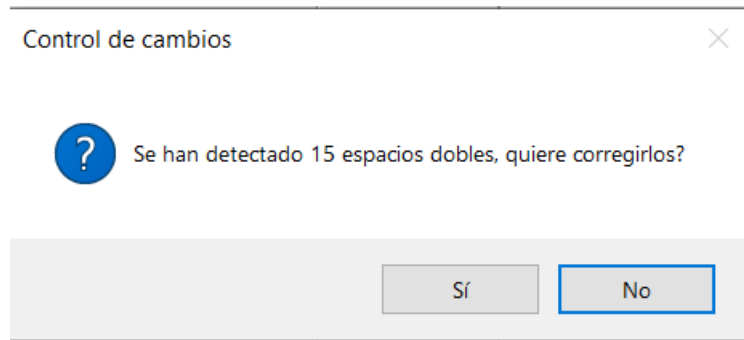 Control de cambios
Se han detectado 15 espacios dobles, quiere corregirlos?
Sí
No